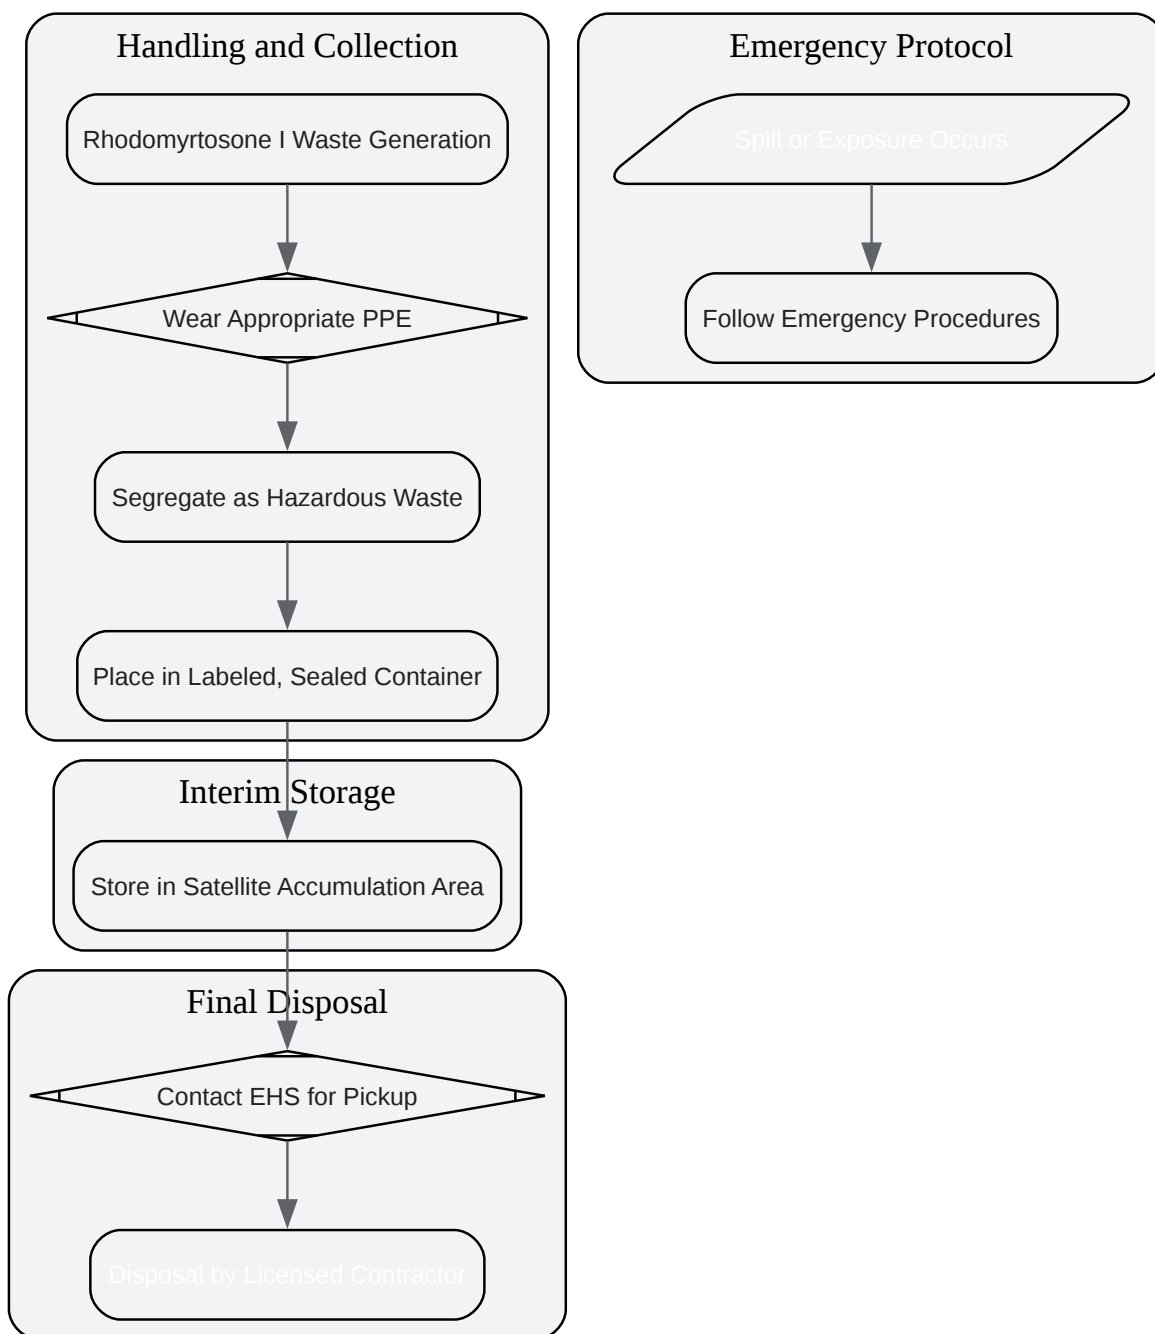 Handling and Collection
Rhodomyrtosone I Waste Generation
Wear Appropriate PPE
Segregate as Hazardous Waste
Place in Labeled, Sealed Container
Interim Storage
Store in Satellite Accumulation Area
Final Disposal
Contact EHS for Pickup
Disposal by Licensed Contractor
Emergency Protocol
Spill or Exposure Occurs
Follow Emergency Procedures